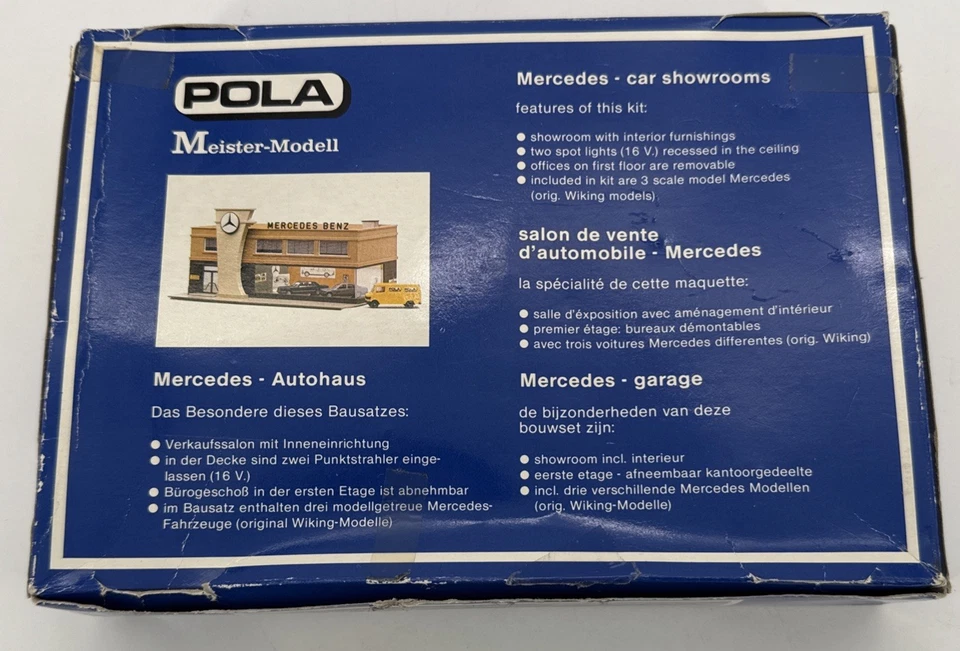 POLA
Meister-Modell
MERCEDES BENZ
Mercedes - Autohaus
Das Besondere dieses Bausatzes:
● Verkaufssalon mit Inneneinrichtung
● in der Decke sind zwei Punktstrahler einge-
lassen (16 V.)
● Bürogeschoß in der ersten Etage ist abnehmbar
● im Bausatz enthalten drei modellgetreue Mercedes-
Fahrzeuge (original Wiking-Modelle)
Mercedes - car showrooms
features of this kit:
● showroom with interior furnishings
● two spot lights (16 V.) recessed in the ceiling
● offices on first floor are removable
● included in kit are 3 scale model Mercedes
(orig. Wiking models)
salon de vente
d'automobile - Mercedes
la spécialité de cette maquette:
● salle d'éxposition avec aménagement d'intérieur
● premier étage: bureaux démontables
● avec trois voitures Mercedes differentes (orig. Wiking)
Mercedes - garage
de bijzonderheden van deze
bouwset zijn:
● showroom incl. interieur
● eerste etage - afneembaar kantoorgedeelte
● incl. drie verschillende Mercedes Modellen
(orig. Wiking-Modelle)